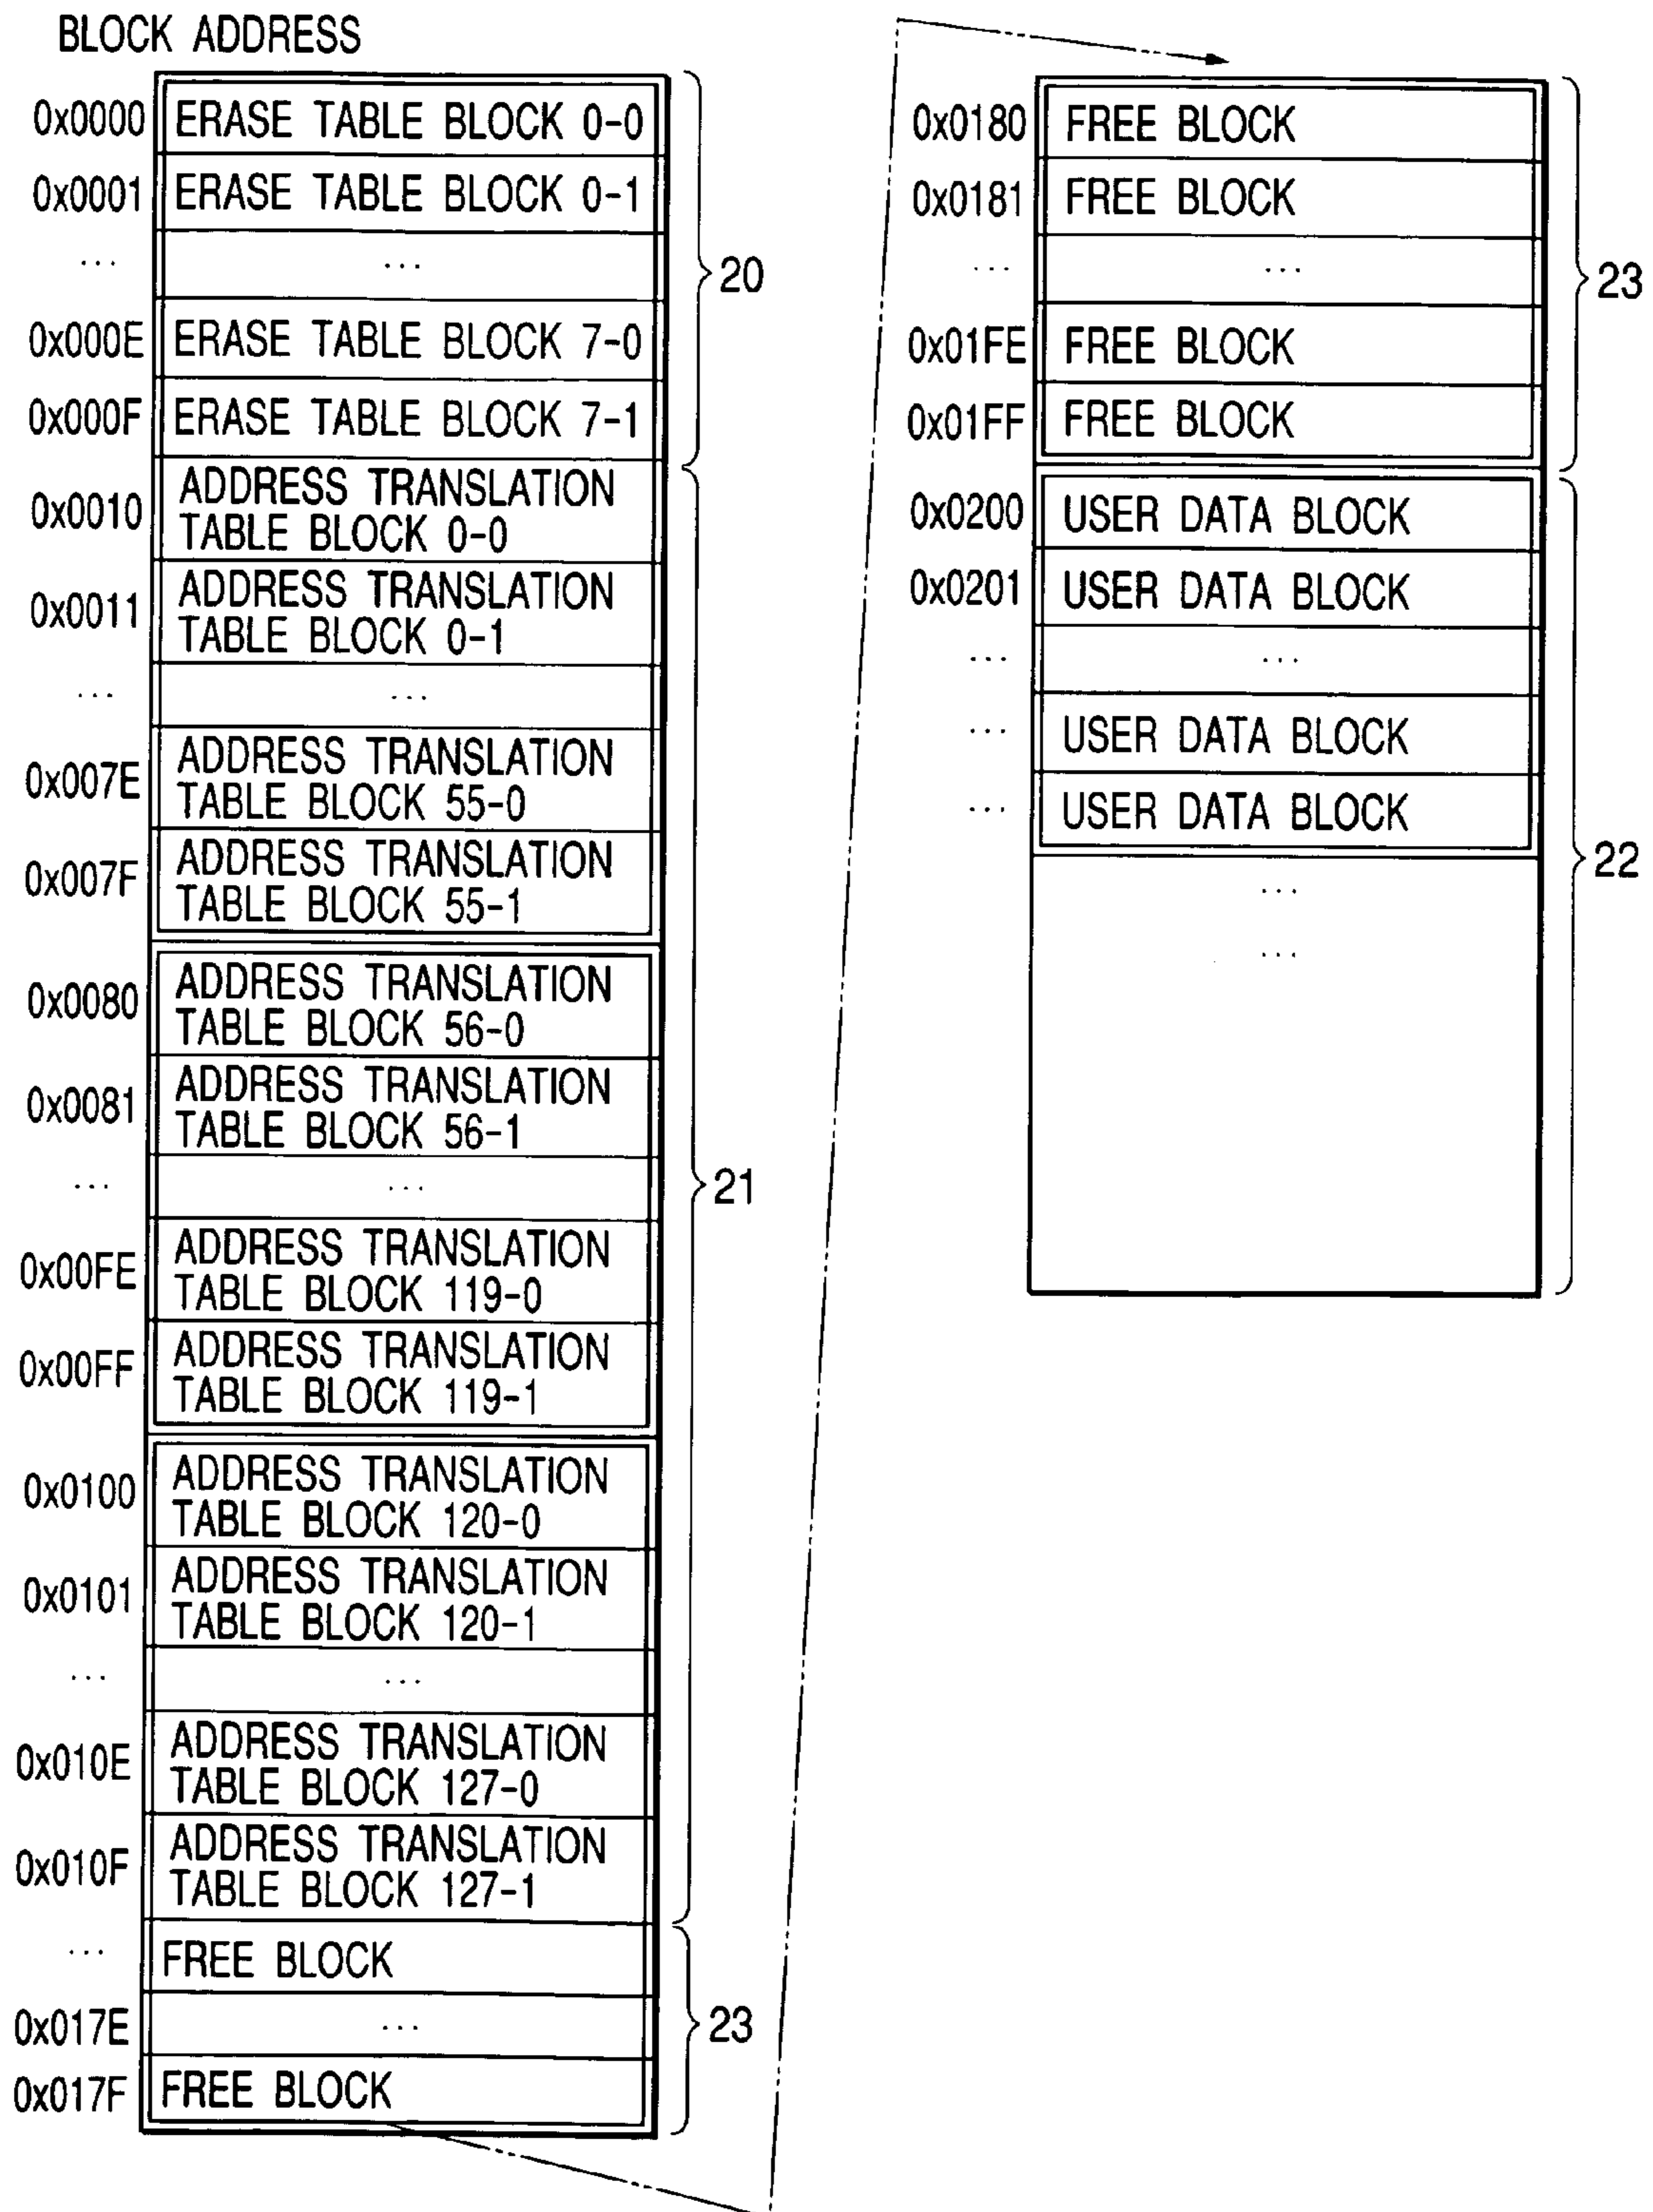 BLOCK ADDRESS
0x0000 ERASE TABLE BLOCK 0-0
0x0001 ERASE TABLE BLOCK 0-1
... ...
0x000E ERASE TABLE BLOCK 7-0
0x000F ERASE TABLE BLOCK 7-1
20
0x0010 ADDRESS TRANSLATION
TABLE BLOCK 0-0
0x0011 ADDRESS TRANSLATION
TABLE BLOCK 0-1
... ...
0x007E ADDRESS TRANSLATION
TABLE BLOCK 55-0
0x007F ADDRESS TRANSLATION
TABLE BLOCK 55-1
0x0080 ADDRESS TRANSLATION
TABLE BLOCK 56-0
0x0081 ADDRESS TRANSLATION
TABLE BLOCK 56-1
... ...
21
0x00FE ADDRESS TRANSLATION
TABLE BLOCK 119-0
0x00FF ADDRESS TRANSLATION
TABLE BLOCK 119-1
0x0100 ADDRESS TRANSLATION
TABLE BLOCK 120-0
0x0101 ADDRESS TRANSLATION
TABLE BLOCK 120-1
... ...
0x010E ADDRESS TRANSLATION
TABLE BLOCK 127-0
0x010F ADDRESS TRANSLATION
TABLE BLOCK 127-1
... FREE BLOCK
0x017E ...
23
0x017F FREE BLOCK
0x0180 FREE BLOCK
0x0181 FREE BLOCK
... ...
23
0x01FE FREE BLOCK
0x01FF FREE BLOCK
0x0200 USER DATA BLOCK
0x0201 USER DATA BLOCK
... ...
... USER DATA BLOCK
... USER DATA BLOCK
22
...
...